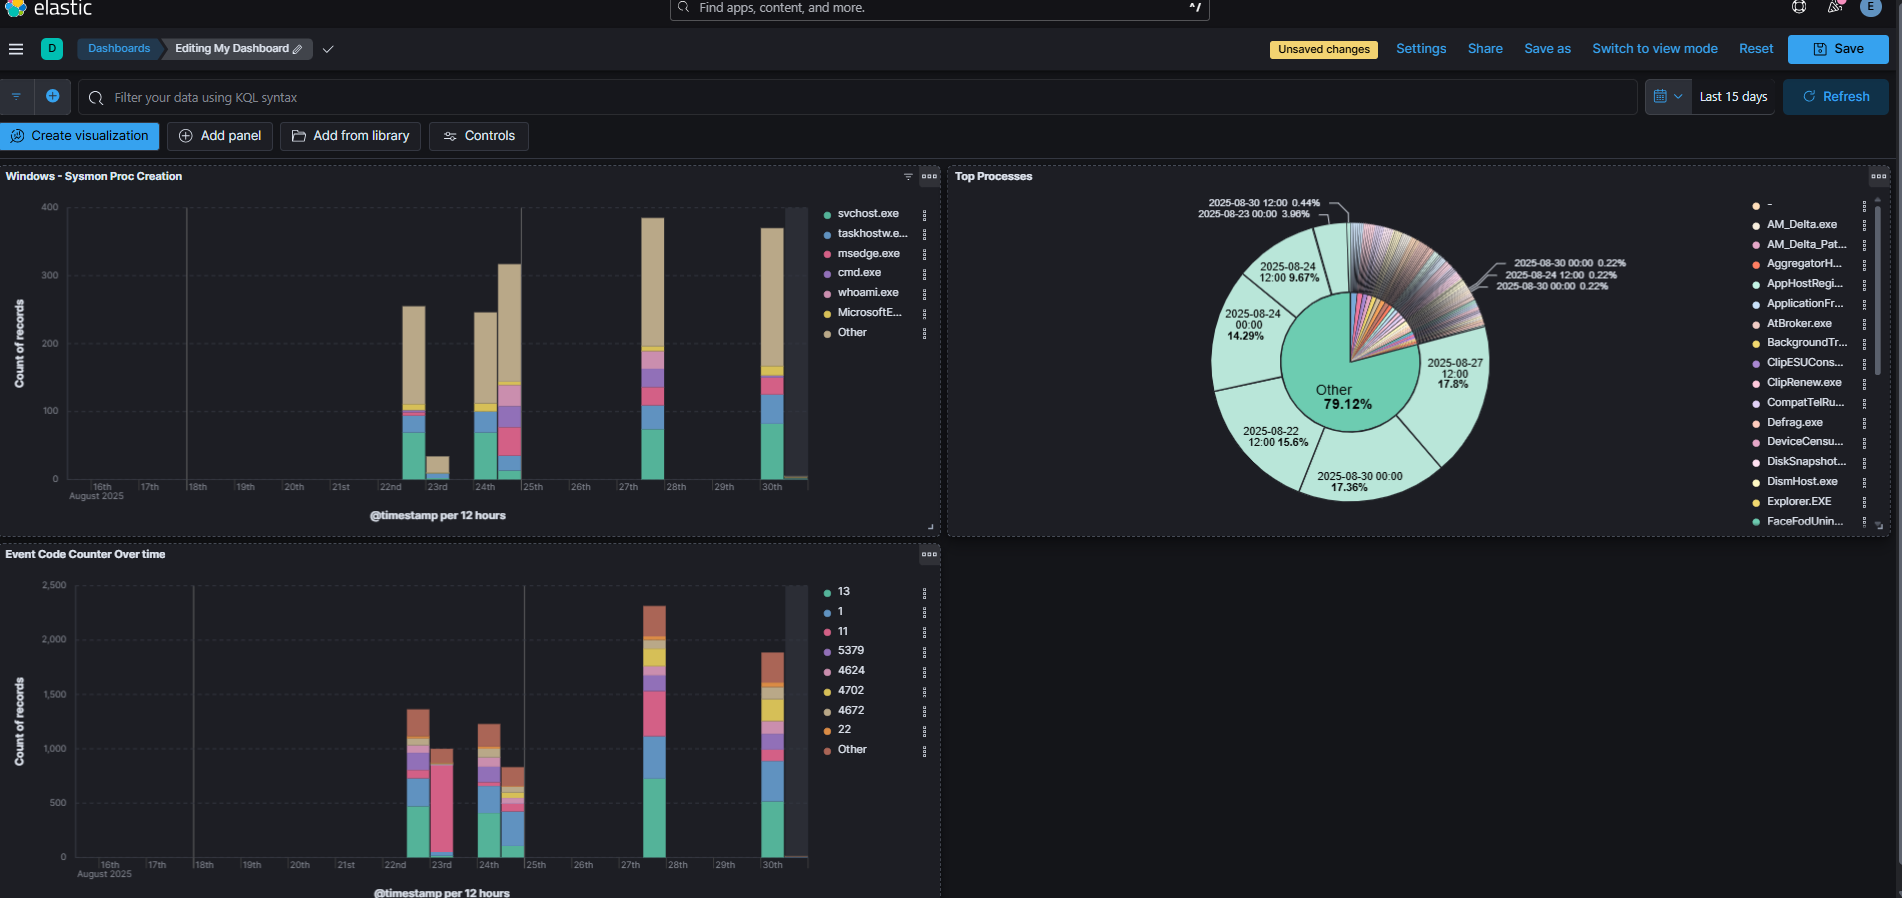 elastic
Find apps, content, and more.
^/
E
D
Dashboards
Editing My Dashboard
Unsaved changes
Settings
Share
Save as
Switch to view mode
Reset
Save
Filter your data using KQL syntax
Last 15 days
Refresh
Create visualization
Add panel
Add from library
Controls
Windows - Sysmon Proc Creation
400
300
200
100
0
Count of records
16th
17th
18th
19th
20th
21st
22nd
23rd
24th
25th
26th
27th
28th
29th
30th
August 2025
@timestamp per 12 hours
svchost.exe
taskhostw.e...
msedge.exe
cmd.exe
whoami.exe
MicrosoftE...
Other
Top Processes
2025-08-30 12:00 0.44%
2025-08-23 00:00 3.96%
2025-08-24
12:00 9.67%
2025-08-24
00:00
14.29%
2025-08-22
12:00 15.6%
2025-08-30 00:00
17.36%
2025-08-27
12:00
17.8%
2025-08-30 00:00 0.22%
2025-08-24 12:00 0.22%
2025-08-30 00:00 0.22%
Other
79.12%
-
AM_Delta.exe
AM_Delta_Pat...
AggregatorH...
AppHostRegi...
ApplicationFr...
AtBroker.exe
BackgroundTr...
ClipESUCons...
ClipRenew.exe
CompatTelRu...
Defrag.exe
DeviceCensu...
DiskSnapshot...
DismHost.exe
Explorer.EXE
FaceFodUnin...
Event Code Counter Over time
2,500
2,000
1,500
1,000
500
0
Count of records
16th
17th
18th
19th
20th
21st
22nd
23rd
24th
25th
26th
27th
28th
29th
30th
August 2025
@timestamp per 12 hours
13
1
11
5379
4624
4702
4672
22
Other